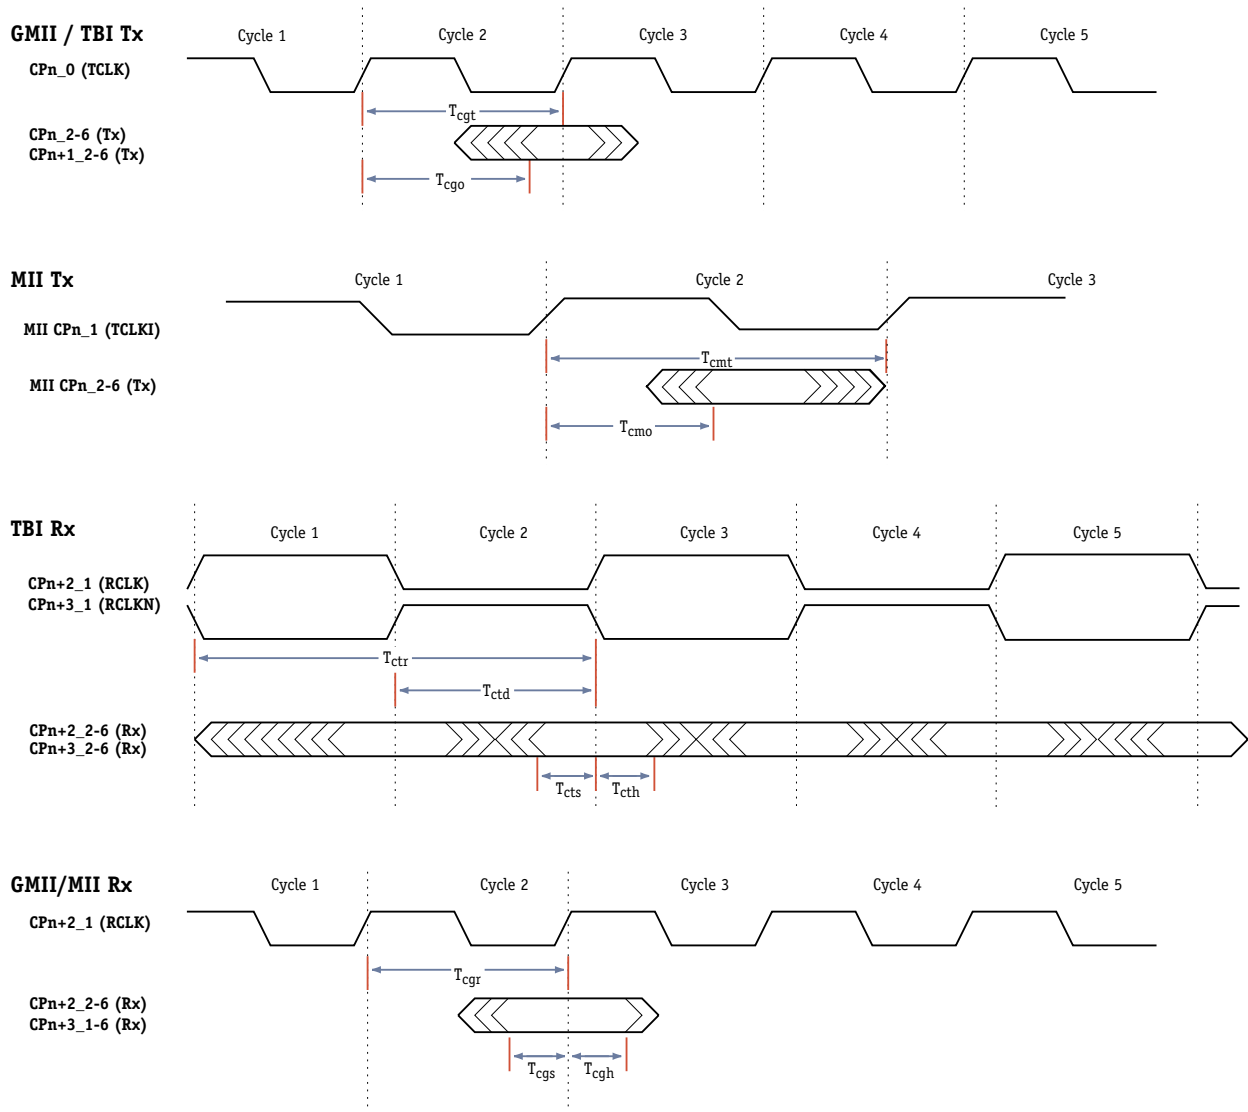 GMII / TBI Tx
Cycle 1 Cycle 2 Cycle 3 Cycle 4 Cycle 5
CPn_0 (TCLK)
Tcgt
CPn_2-6 (Tx)
CPn+1_2-6 (Tx)
Tcgo
MII Tx
Cycle 1 Cycle 2 Cycle 3
MII CPn_1 (TCLKI)
Tcmt
MII CPn_2-6 (Tx)
Tcmo
TBI Rx
Cycle 1 Cycle 2 Cycle 3 Cycle 4 Cycle 5
CPn+2_1 (RCLK)
CPn+3_1 (RCLKN)
Tctr
Tctd
CPn+2_2-6 (Rx)
CPn+3_2-6 (Rx)
Tcts Tcth
GMII/MII Rx
Cycle 1 Cycle 2 Cycle 3 Cycle 4 Cycle 5
CPn+2_1 (RCLK)
Tcgr
CPn+2_2-6 (Rx)
CPn+3_1-6 (Rx)
Tcgs Tcgh